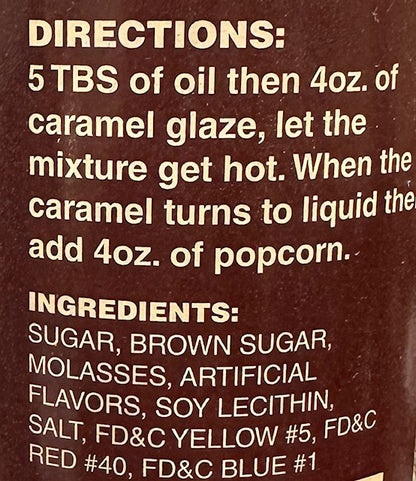 DIRECTIONS:
5 TBS of oil then 4oz. of
caramel glaze, let the
mixture get hot. When the
caramel turns to liquid the
add 4oz. of popcorn.
INGREDIENTS:
SUGAR, BROWN SUGAR,
MOLASSES, ARTIFICIAL
FLAVORS, SOY LECITHIN,
SALT, FD&C YELLOW #5, FD&C
RED #40, FD&C BLUE #1